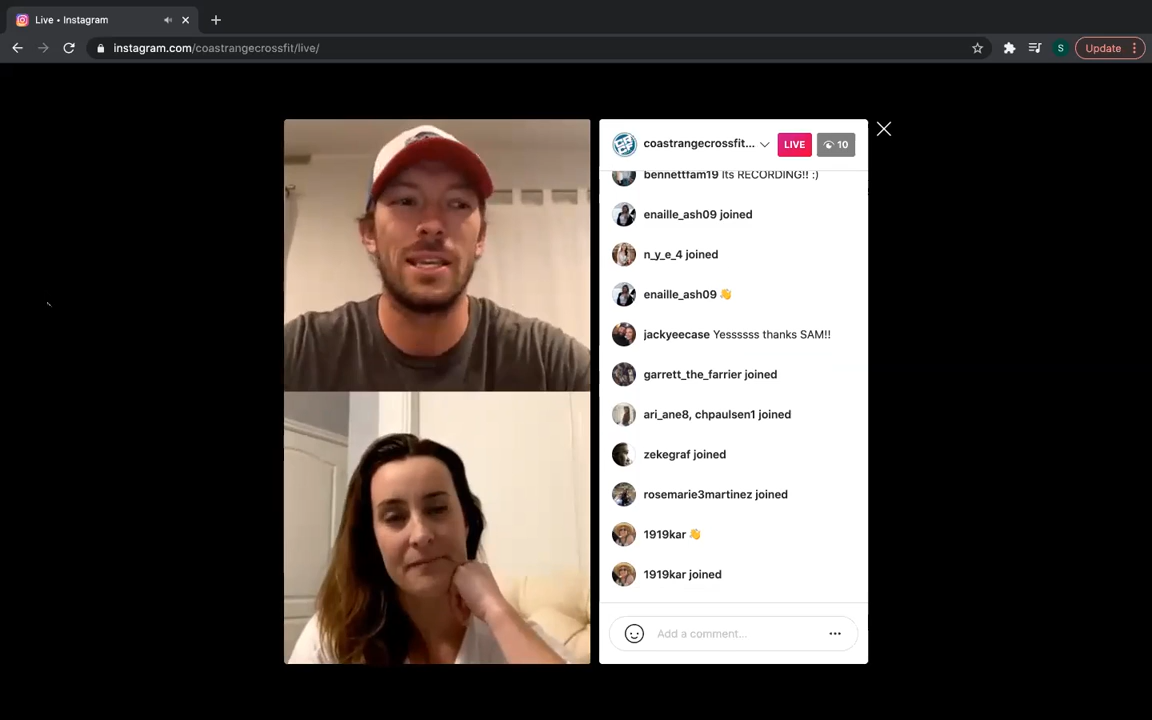 Live • Instagram
instagram.com/coastrangecrossfit/live/
S
Update
coastrangecrossfit...
LIVE
10
bennettfam19 Its RECORDING!! :)
enaille_ash09 joined
n_y_e_4 joined
enaille_ash09 👋
jackyeecase Yessssss thanks SAM!!
garrett_the_farrier joined
ari_ane8, chpaulsen1 joined
zekegraf joined
rosemarie3martinez joined
1919kar 👋
1919kar joined
Add a comment...